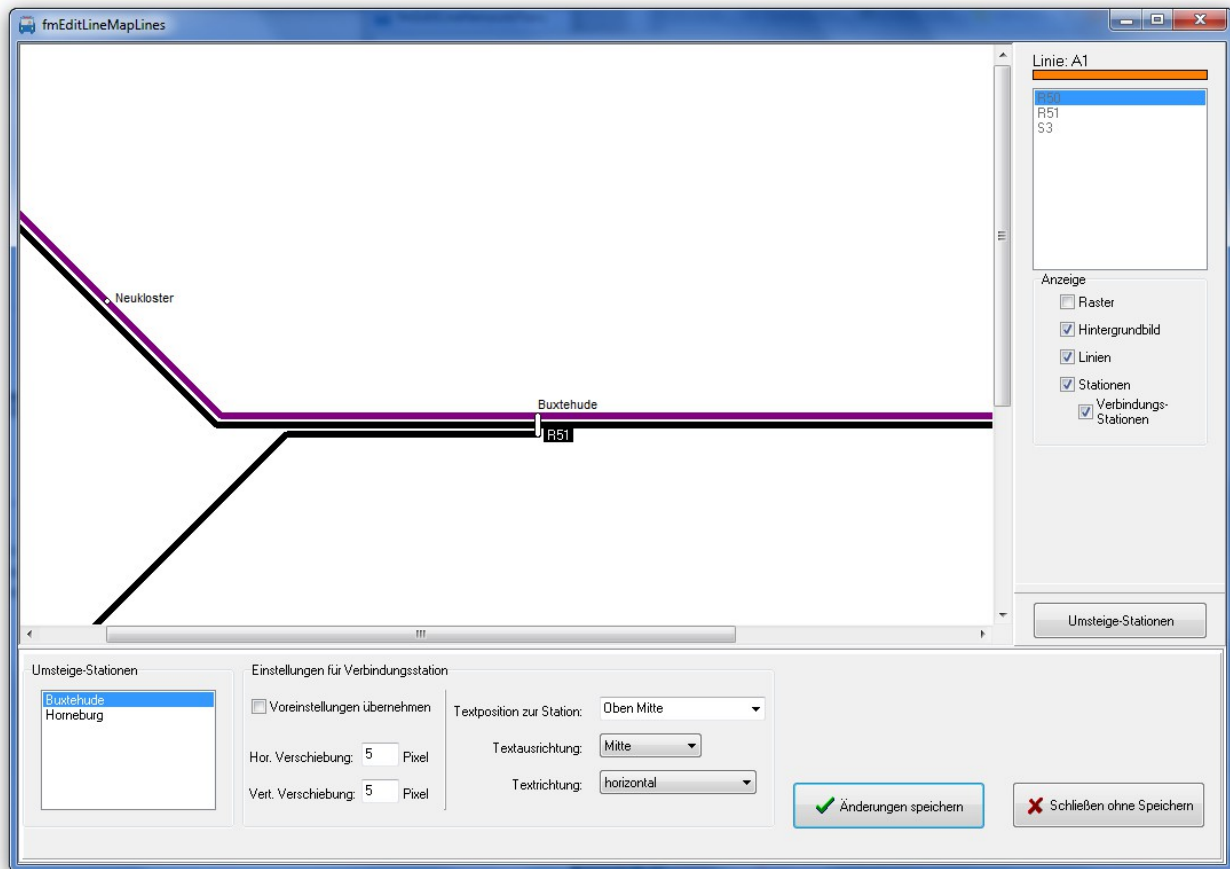 fmEditLineMapLines
Linie: A1
R50
R51
S3
Anzeige
Raster
Hintergrundbild
Linien
Stationen
Verbindungs-
Stationen
Neukloster
Buxtehude
R51
Umsteige-Stationen
Umsteige-Stationen
Buxtehude
Horneburg
Einstellungen für Verbindungsstation
Voreinstellungen übernehmen
Hor. Verschiebung: 5 Pixel
Vert. Verschiebung: 5 Pixel
Textposition zur Station: Oben Mitte
Textausrichtung: Mitte
Textrichtung: horizontal
Änderungen speichern
Schließen ohne Speichern